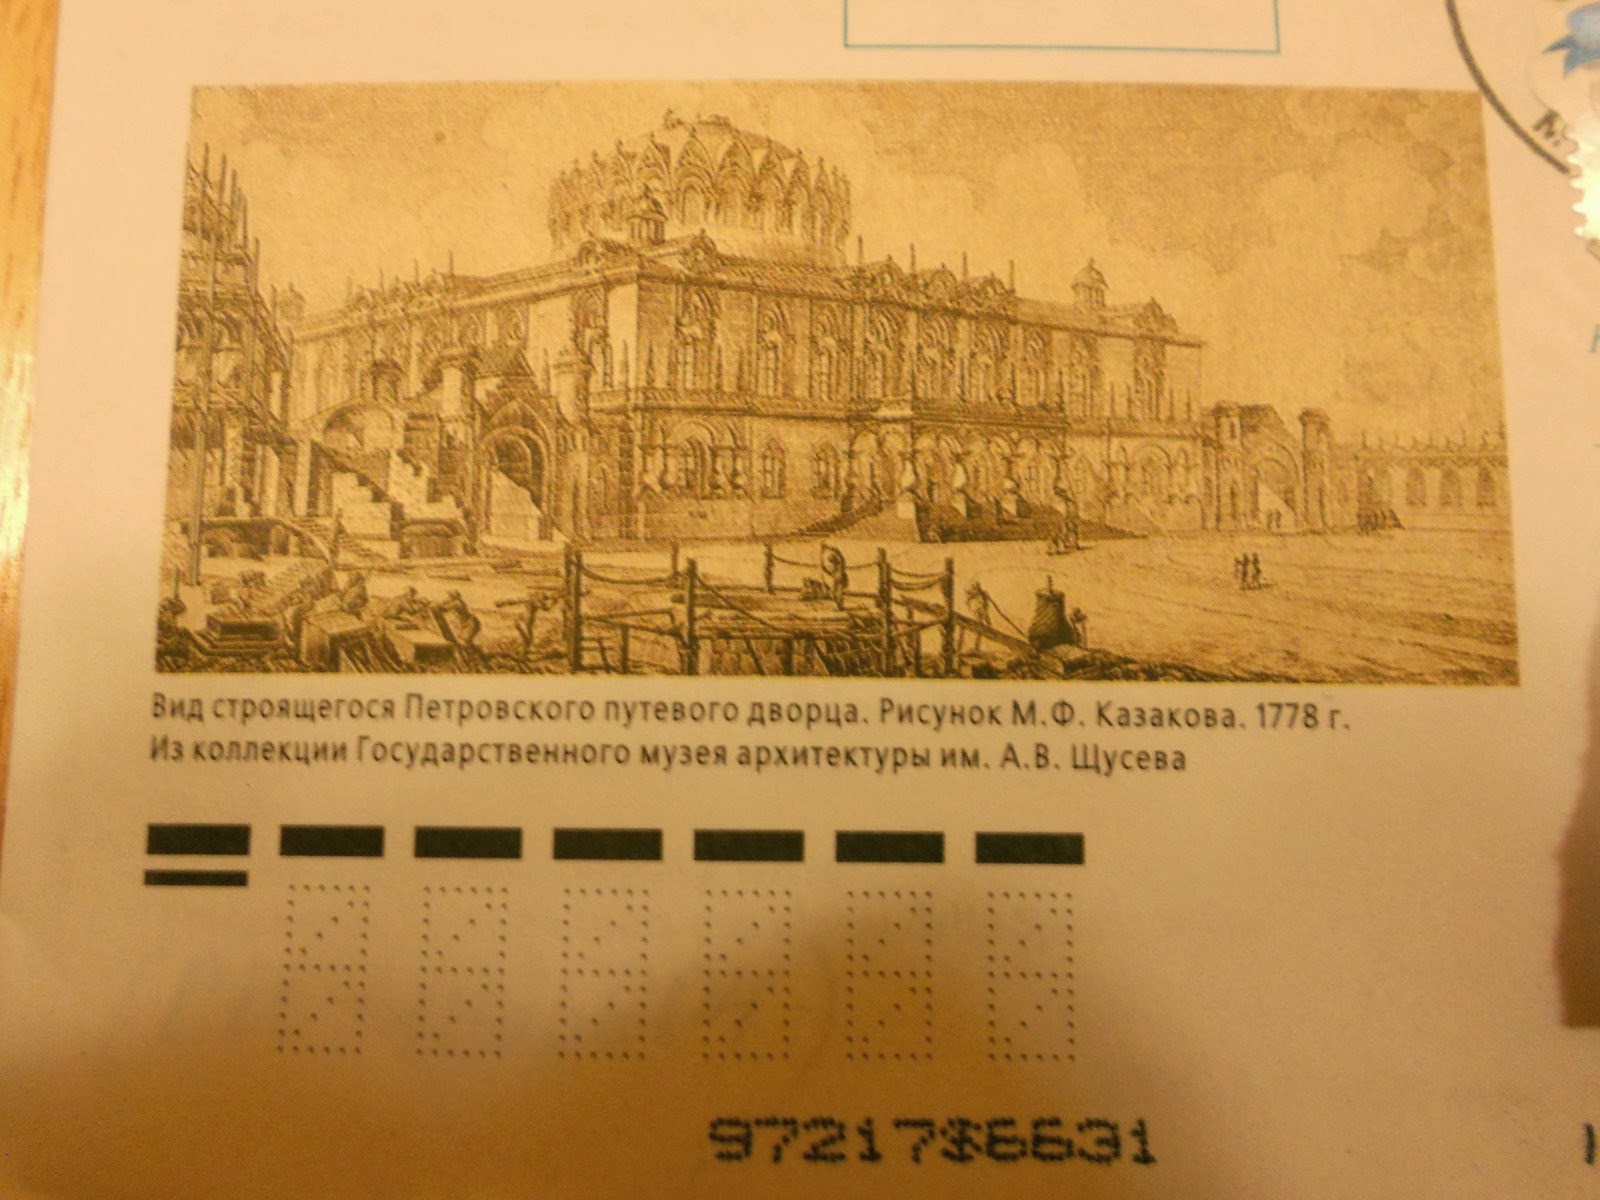 М.
Вид строящегося Петровского путевого дворца. Рисунок М.Ф. Казакова. 1778 г.
Из коллекции Государственного музея архитектуры им. А.В. Щусева